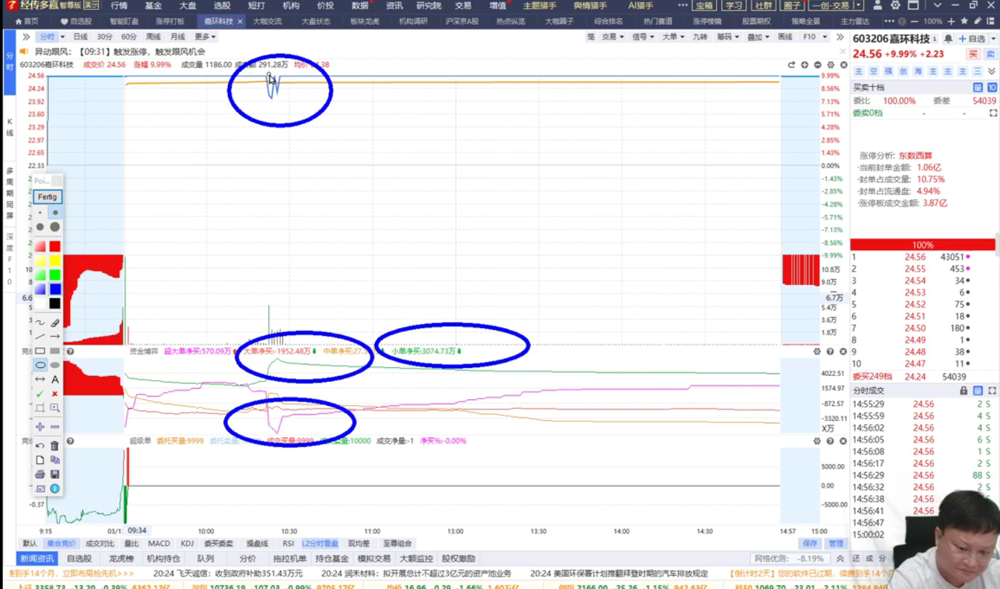 经传多赢 智尊版 演示 行情 基金 大盘 选股 短打 机构 价投 数据 资讯 研究院 交易 增值 主题猎手 舆情猎手 AI猎手 ••• 宝箱 学习 社群 圈子 一创-交易
首页 自选股 智能盯盘 涨停打板 嘉环科技 × 大咖交流 大盘状态 板块龙虎 机构调研 沪深京A股 热点纵览 大咖圈子 综合排名 热门赛道 涨停棱镜 股票期权 策略全景 主力雷达 ••• 100%
分时 日线 30分 60分 周线 月线 更多 笼 交易 信号 大单 九转 筹码 叠加 画线 F10
异动跟风: 【09:31】触发涨停，触发跟风机会
603206嘉环科技 成交价 24.56 涨幅 9.99% 成交量 1186.00 291.28万
分时
K线
多周期同屏
深度F10
24.56
24.24
23.92
23.60
23.29
22.97
22.65
22.33
9.99%
8.56%
7.13%
5.71%
4.28%
2.85%
1.43%
0.00%
-1.43%
-2.85%
-4.28%
-5.71%
-7.13%
-8.56%
-9.99%
10.8万
9.0万
6.7万
5.4万
3.6万
1.8万
Poi...
Fertig
资金博弈 超大单净买:570.09万 大单净买:-1952.48万 小单净买:3074.73万
4022.51
1574.97
-872.57
-3320.11
X万
超级单 委托买量:9999 成交买量:9999 卖量:10000 成交净量:-1 净买%:-0.00%
5000.00
0.00
-5000.00
-0.37
9:15 09:34 10:00 10:30 11:00 13:00 13:30 14:00 14:30 14:57 15:00
默认 集合竞价 成交对比 量比 MACD KDJ 委买委卖 操盘线 RSI L2分时看盘 现均差 至尊组合 保存 管理
新闻资讯 自选股 龙虎榜 机构持仓 队列 分价 拖拉机单 持仓基金 模拟交易 大额监控 股权激励 网格优测: -8.19% 还 成 分
到手14个月，立即布局抢先机>>> 20:24 飞天诚信：收到政府补助351.43万元 20:24 润禾材料：拟开展总计不超过3亿元的资产池业务 20:24 美国环保署计划推翻拜登时期的汽车排放规定 【倒计时2天】您的软件已过期，续费到手14个月
上证 3358.73 -13.20 -0.39% 6362.12亿 深指 10736.19 -107.03 -0.99% 9705.17亿 均价 16.96 -0.29 -1.66% 1.60万亿 创指 2166.00 -25.26 -1.15% 942.63亿 科50 1069.70 -23.01 -2.11%
603206嘉环科技 自选
24.56 +9.99% +2.23 买 卖
主 空 强 创 海 主 主 主 三
买卖十档 量 10
委比 100.00% 委差 54039
委卖0档 - -
涨停分析: 东数西算
·当前封单金额: 1.06亿
·封单占成交量: 10.75%
·封单占流通盘: 4.94%
·涨停板成交金额: 3.87亿
100%
1 24.56 43051
2 24.55 453
3 24.54 34
4 24.53 6
5 24.52 75
6 24.51 18
7 24.50 180
8 24.49 1
9 24.48 38
10 24.47 11
委买249档 24.24 54039
分时成交 量
14:55:29 24.56 2 S
14:55:59 24.56 4 S
14:56:02 24.56 4 S
14:56:05 24.56 6 S
14:56:08 24.56 1 S
14:56:17 24.56 2 S
14:56:29 24.56 88 S
14:56:32 24.56 2 S
14:56:38 24.56
14:56:41 24.56
14:56:47
15:00:02